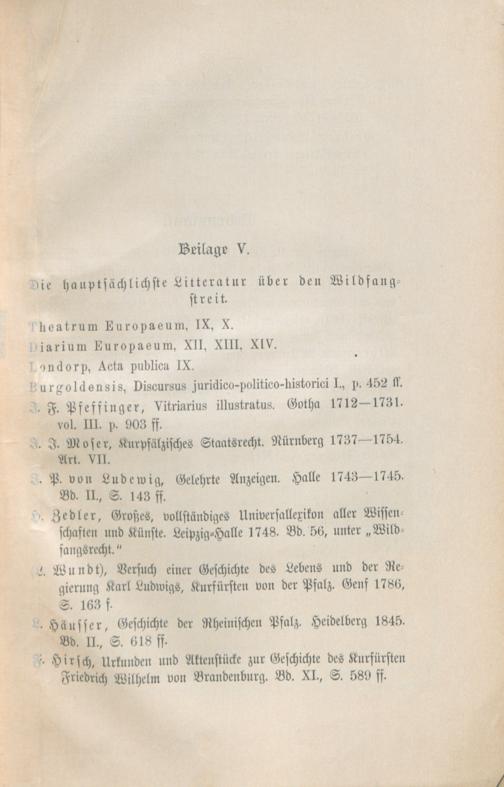 Beilage V.
Die hauptsächlichste Litteratur über den Wildfang-
streit.
Theatrum Europaeum, IX, X.
Diarium Europaeum, XII, XIII, XIV.
Londorp, Acta publica IX.
Burgoldensis, Discursus juridico-politico-historici I., p. 452 ff.
J. F. Pfeffinger, Vitriarius illustratus. Gotha 1712—1731.
vol. III. p. 903 ff.
J. J. Moser, Kurpfälzisches Staatsrecht. Nürnberg 1737—1754.
Art. VII.
J. P. von Ludewig, Gelehrte Anzeigen. Halle 1743—1745.
Bd. II., S. 143 ff.
H. Zedler, Großes, vollständiges Universallexikon aller Wissen-
schaften und Künste. Leipzig-Halle 1748. Bd. 56, unter „Wild-
fangsrecht."
Wundt), Versuch einer Geschichte des Lebens und der Re-
gierung Karl Ludwigs, Kurfürsten von der Pfalz. Genf 1786,
S. 163 f.
L. Häusser, Geschichte der Rheinischen Pfalz. Heidelberg 1845.
Bd. II., S. 618 ff.
F. Hirsch, Urkunden und Aktenstücke zur Geschichte des Kurfürsten
Friedrich Wilhelm von Brandenburg. Bd. XI., S. 589 ff.